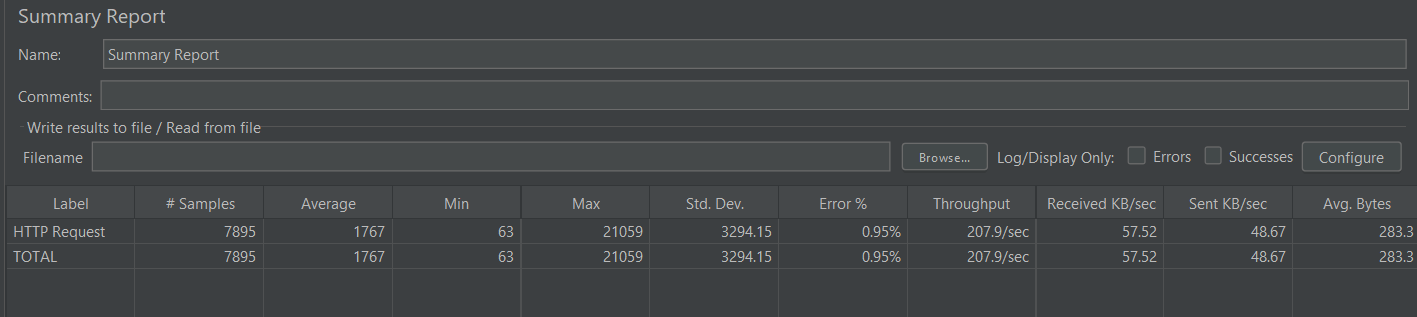 Summary Report
Name: Summary Report
Comments:
Write results to file / Read from file
Filename Browse... Log/Display Only: Errors Successes Configure
Label # Samples Average Min Max Std. Dev. Error % Throughput Received KB/sec Sent KB/sec Avg. Bytes
HTTP Request 7895 1767 63 21059 3294.15 0.95% 207.9/sec 57.52 48.67 283.3
TOTAL 7895 1767 63 21059 3294.15 0.95% 207.9/sec 57.52 48.67 283.3